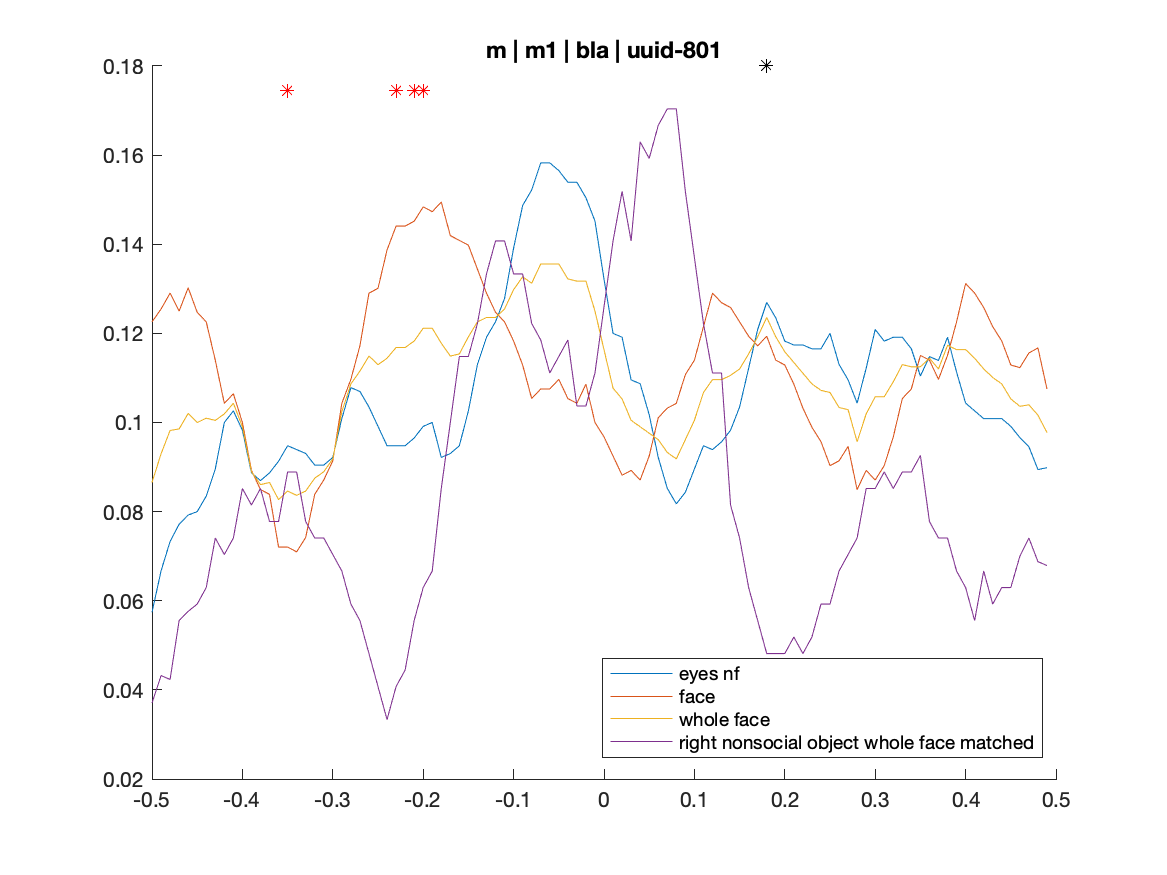 m | m1 | bla | uuid-801
0.18
0.16
0.14
0.12
0.1
0.08
0.06
0.04
0.02
eyes nf
face
whole face
right nonsocial object whole face matched
-0.5 -0.4 -0.3 -0.2 -0.1 0 0.1 0.2 0.3 0.4 0.5